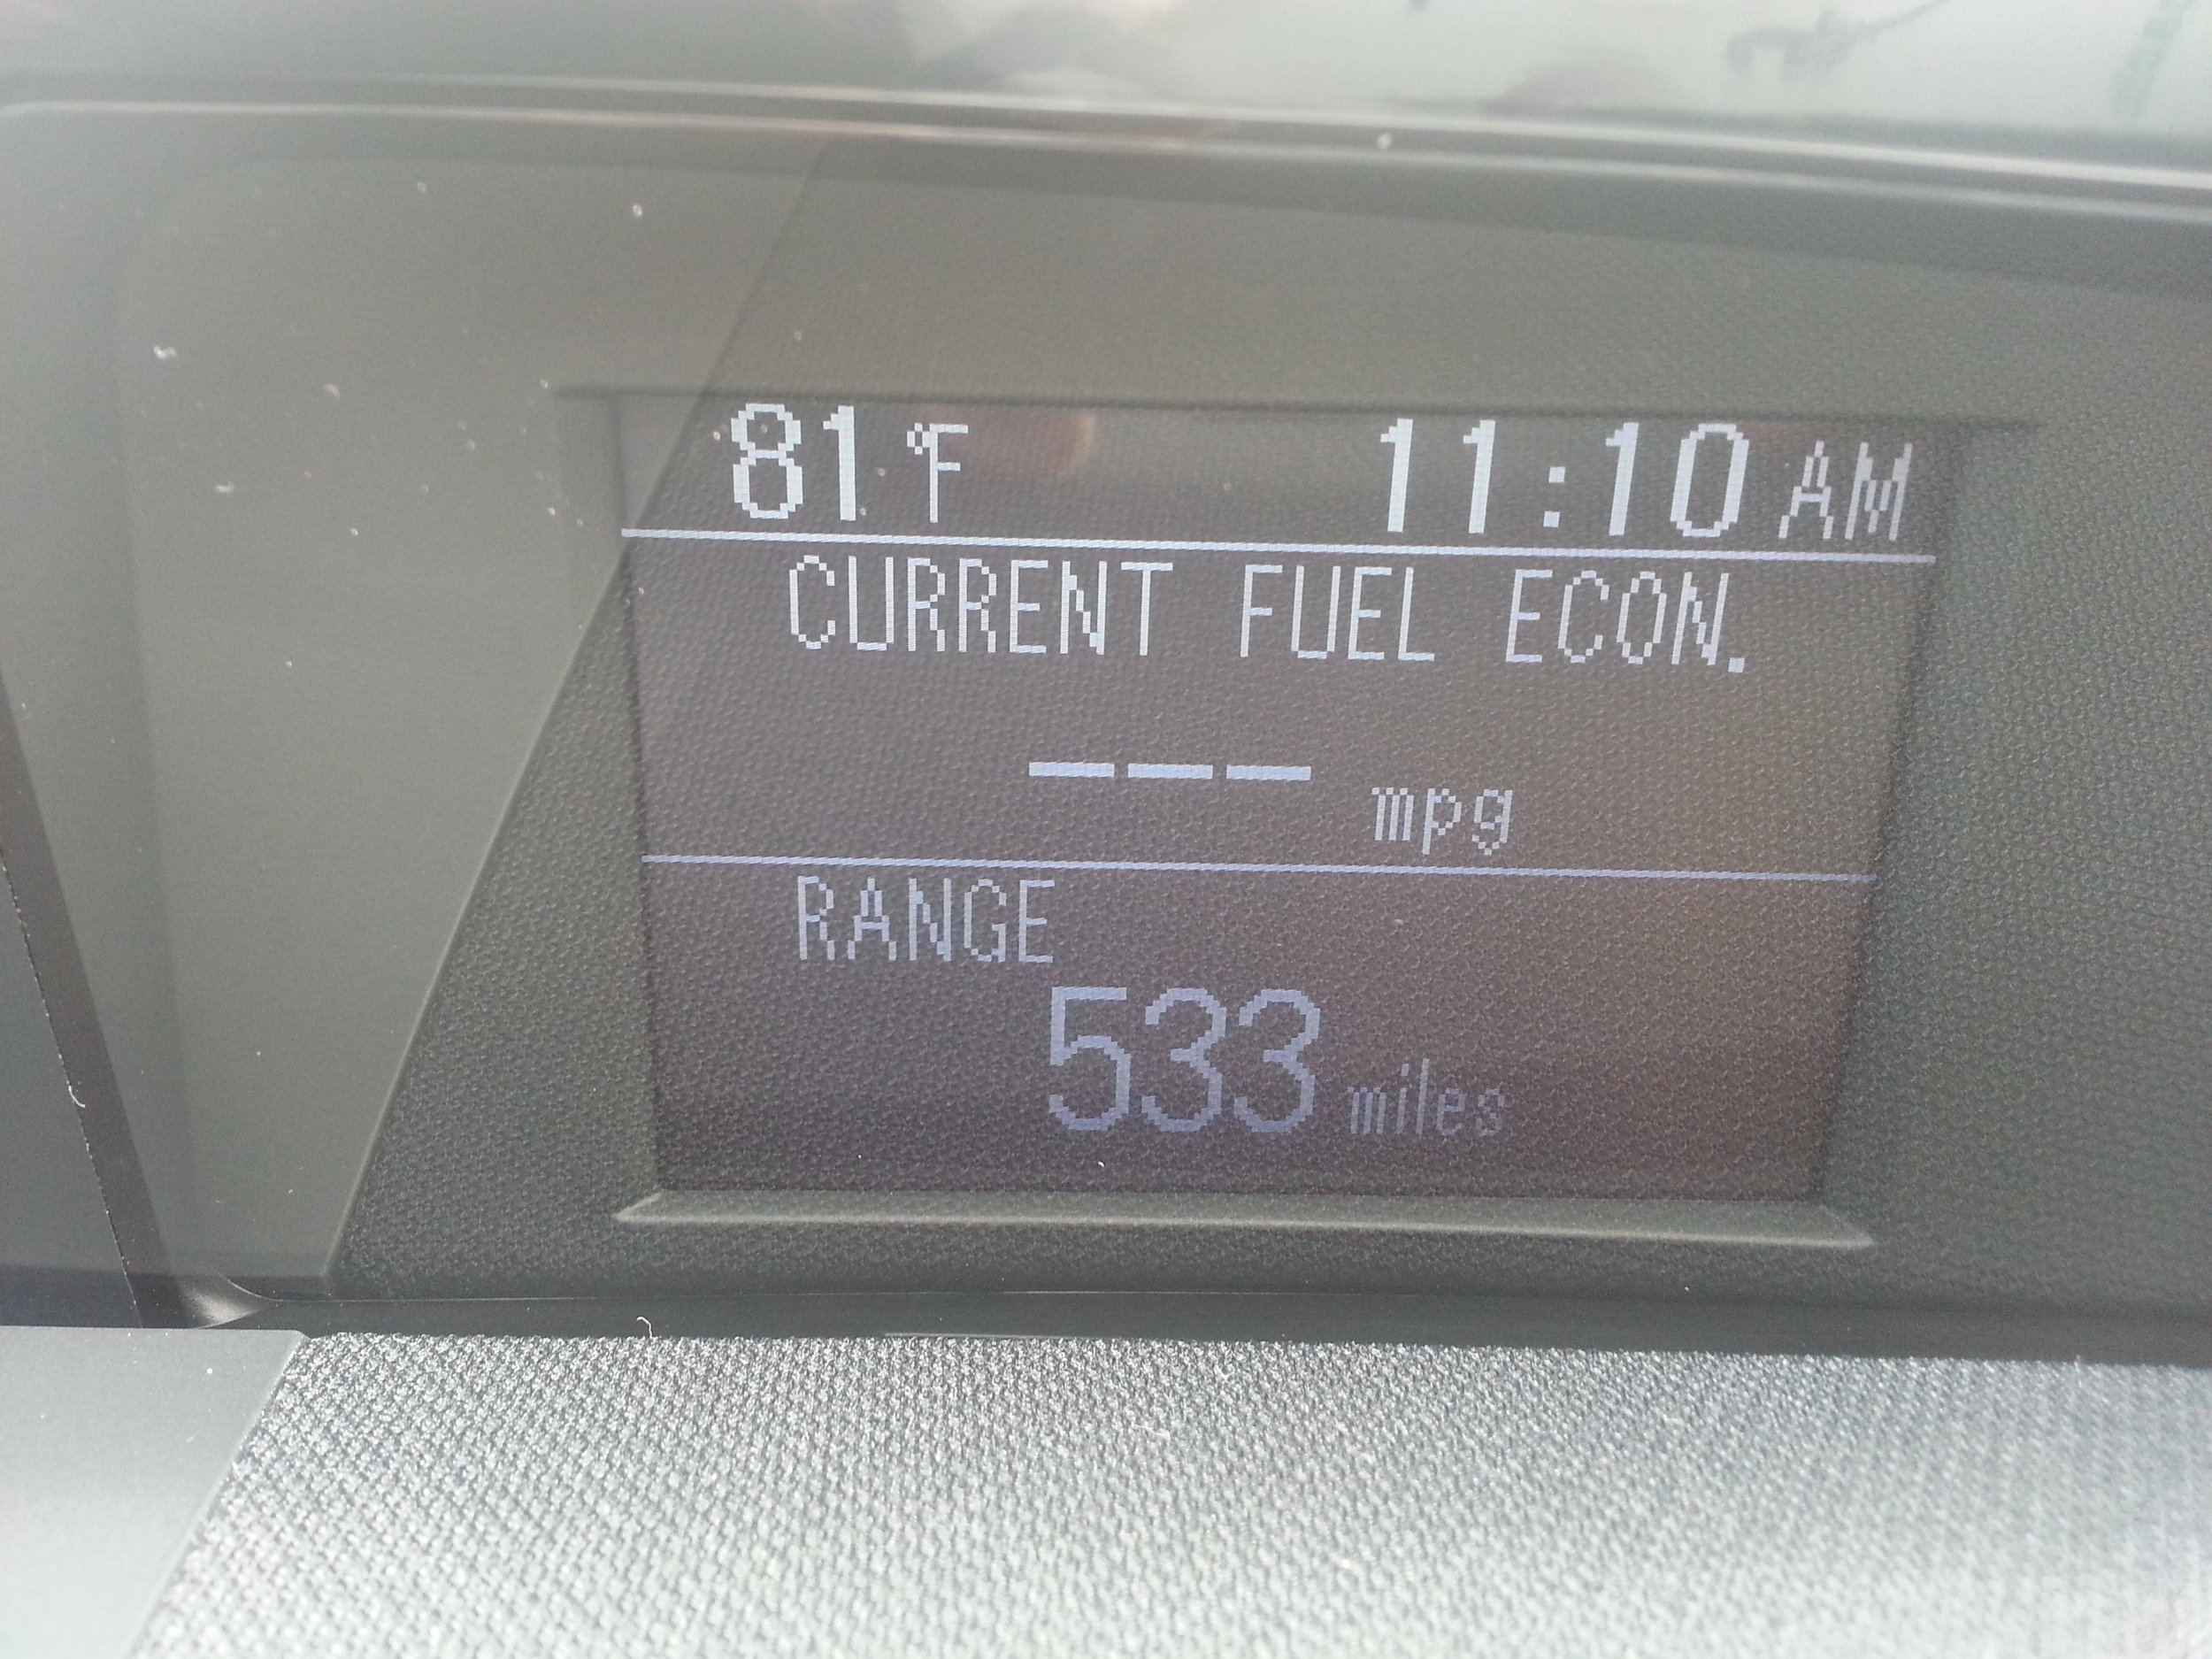 81 °F 11:10 AM
CURRENT FUEL ECON.
--- mpg
RANGE
533 miles